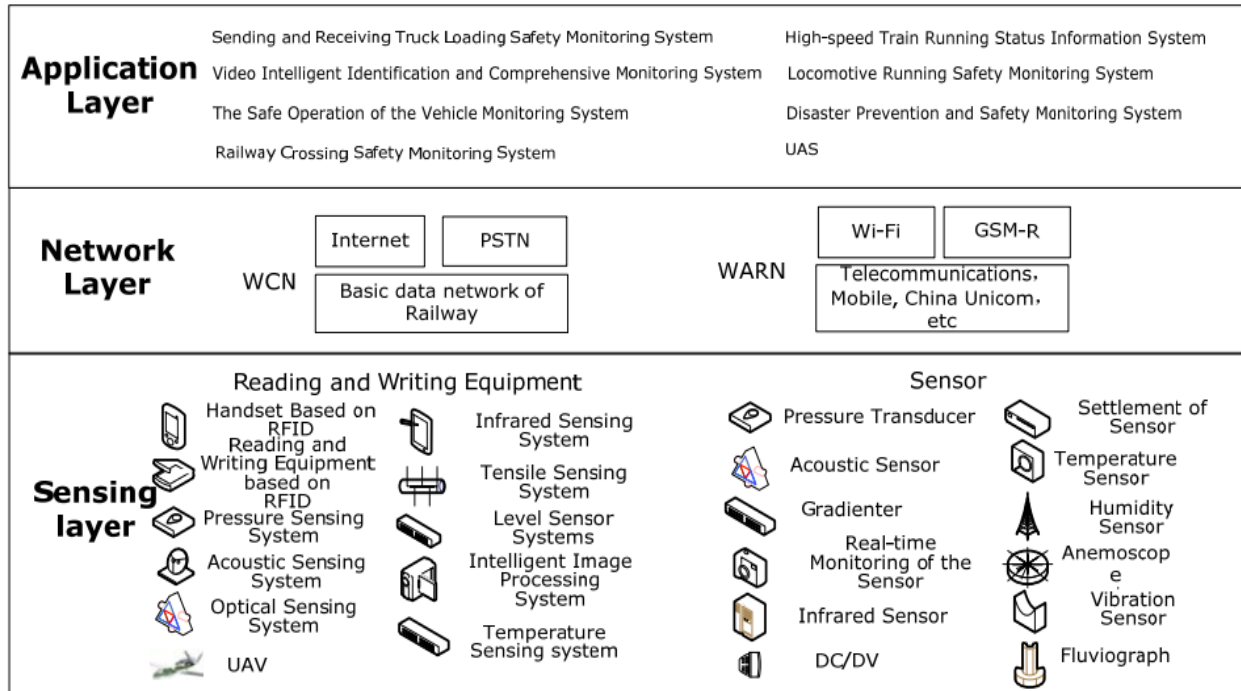 Application
Layer
Sending and Receiving Truck Loading Safety Monitoring System
High-speed Train Running Status Information System
Video Intelligent Identification and Comprehensive Monitoring System
Locomotive Running Safety Monitoring System
The Safe Operation of the Vehicle Monitoring System
Disaster Prevention and Safety Monitoring System
Railway Crossing Safety Monitoring System
UAS
Network
Layer
WCN
Internet
PSTN
Basic data network of
Railway
WARN
Wi-Fi
GSM-R
Telecommunications,
Mobile, China Unicom,
etc
Sensing
layer
Reading and Writing Equipment
Handset Based on
RFID
Reading and
Writing Equipment
based on
RFID
Pressure Sensing
System
Acoustic Sensing
System
Optical Sensing
System
UAV
Infrared Sensing
System
Tensile Sensing
System
Level Sensor
Systems
Intelligent Image
Processing
System
Temperature
Sensing system
Sensor
Pressure Transducer
Acoustic Sensor
Gradienter
Real-time
Monitoring of the
Sensor
Infrared Sensor
DC/DV
Settlement of
Sensor
Temperature
Sensor
Humidity
Sensor
Anemoscop
e
Vibration
Sensor
Fluviograph